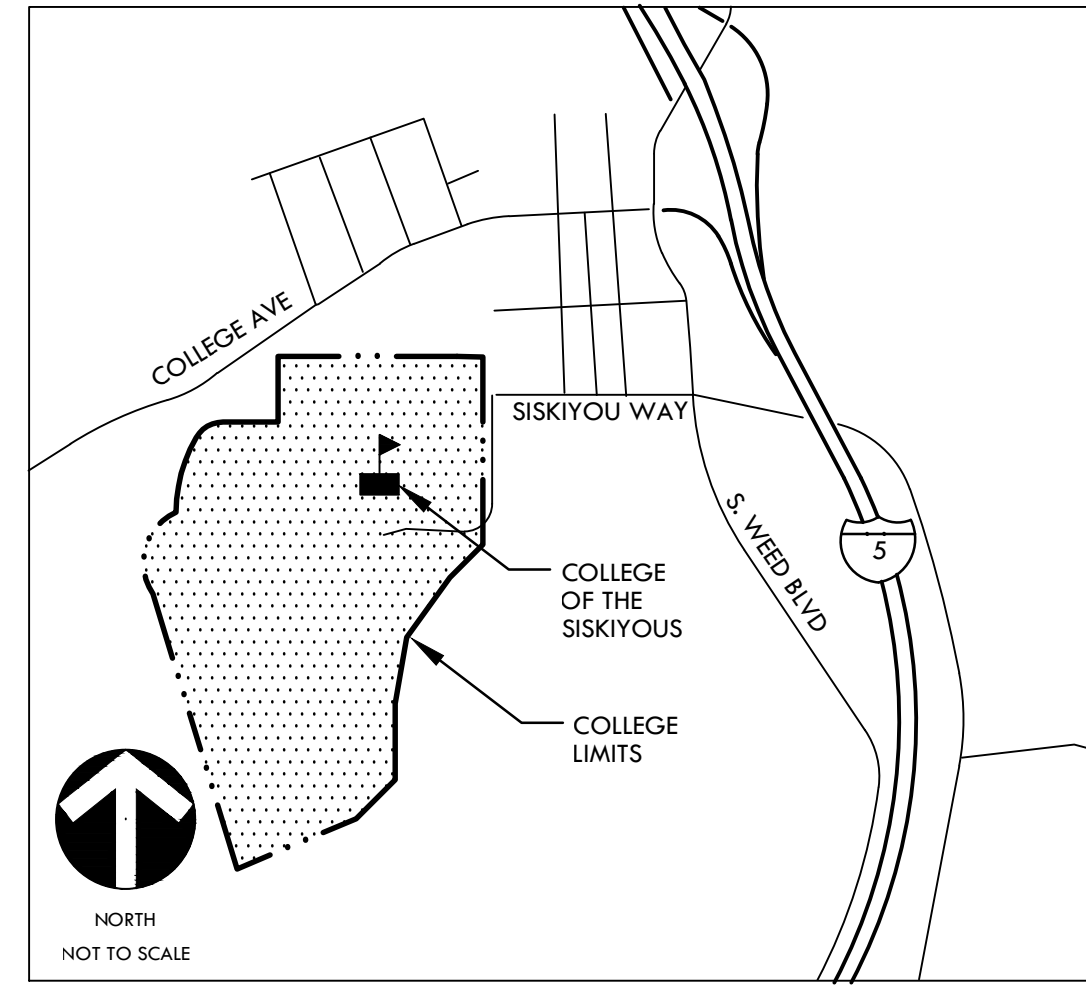 COLLEGE AVE
SISKIYOU WAY
S. WEED BLVD
5
COLLEGE
OF THE
SISKIYOUS
COLLEGE
LIMITS
NORTH
NOT TO SCALE